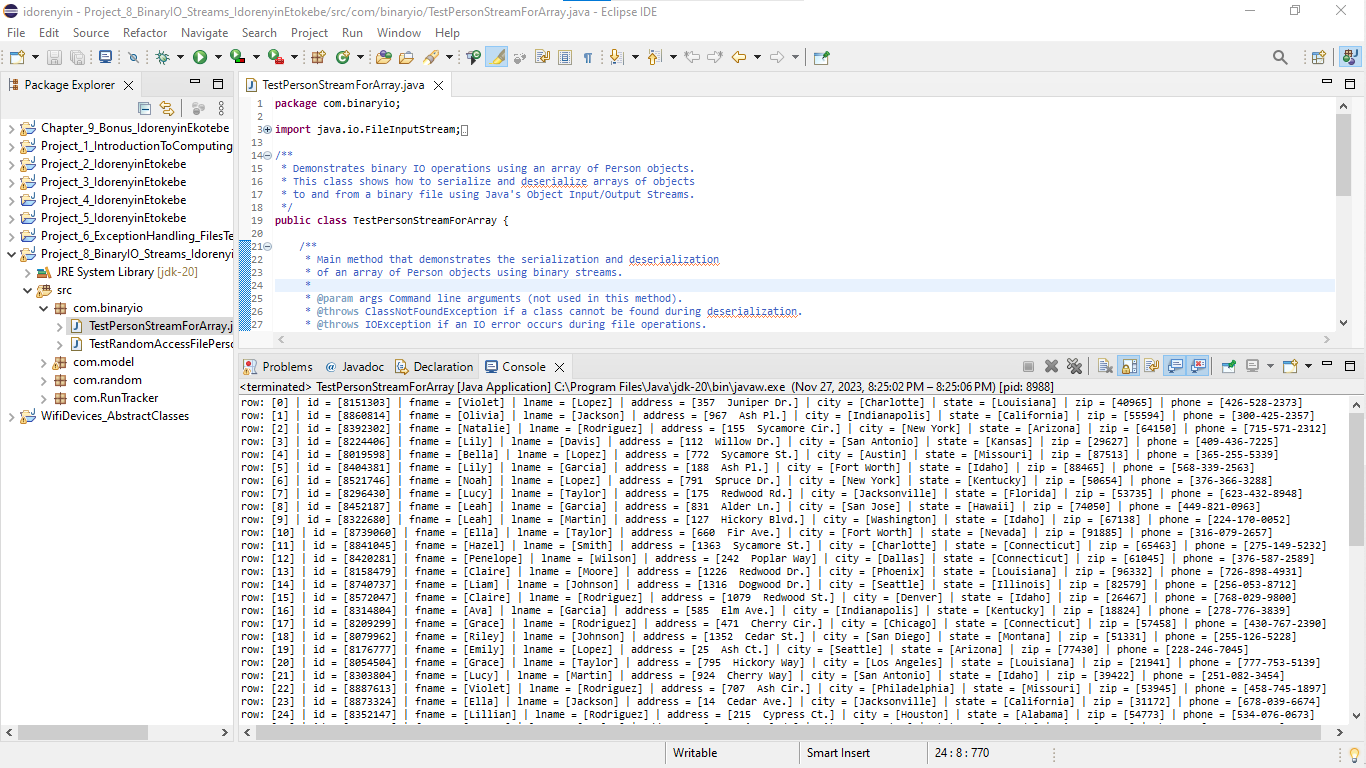 idorenyin - Project_8_BinaryIO_Streams_IdorenyinEtokebe/src/com/binaryio/TestPersonStreamForArray.java - Eclipse IDE
File Edit Source Refactor Navigate Search Project Run Window Help
Package Explorer
Chapter_9_Bonus_IdorenyinEkotebe
Project_1_IntroductionToComputing
Project_2_IdorenyinEtokebe
Project_3_IdorenyinEtokebe
Project_4_IdorenyinEtokebe
Project_5_IdorenyinEtokebe
Project_6_ExceptionHandling_FilesTe
Project_8_BinaryIO_Streams_Idorenyi
JRE System Library [jdk-20]
src
com.binaryio
TestPersonStreamForArray.j
TestRandomAccessFilePerso
com.model
com.random
com.RunTracker
WifiDevices_AbstractClasses
TestPersonStreamForArray.java
1 package com.binaryio;
2
3 import java.io.FileInputStream;
13
14 /**
15  * Demonstrates binary IO operations using an array of Person objects.
16  * This class shows how to serialize and deserialize arrays of objects
17  * to and from a binary file using Java's Object Input/Output Streams.
18  */
19 public class TestPersonStreamForArray {
20
21     /**
22      * Main method that demonstrates the serialization and deserialization
23      * of an array of Person objects using binary streams.
24      *
25      * @param args Command line arguments (not used in this method).
26      * @throws ClassNotFoundException if a class cannot be found during deserialization.
27      * @throws IOException if an IO error occurs during file operations.
Problems Javadoc Declaration Console
<terminated> TestPersonStreamForArray [Java Application] C:\Program Files\Java\jdk-20\bin\javaw.exe (Nov 27, 2023, 8:25:02 PM – 8:25:06 PM) [pid: 8988]
row: [0] | id = [8151303] | fname = [Violet] | lname = [Lopez] | address = [357  Juniper Dr.] | city = [Charlotte] | state = [Louisiana] | zip = [40965] | phone = [426-528-2373]
row: [1] | id = [8860814] | fname = [Olivia] | lname = [Jackson] | address = [967  Ash Pl.] | city = [Indianapolis] | state = [California] | zip = [55594] | phone = [300-425-2357]
row: [2] | id = [8392302] | fname = [Natalie] | lname = [Rodriguez] | address = [155  Sycamore Cir.] | city = [New York] | state = [Arizona] | zip = [64150] | phone = [715-571-2312]
row: [3] | id = [8224406] | fname = [Lily] | lname = [Davis] | address = [112  Willow Dr.] | city = [San Antonio] | state = [Kansas] | zip = [29627] | phone = [409-436-7225]
row: [4] | id = [8019598] | fname = [Bella] | lname = [Lopez] | address = [772  Sycamore St.] | city = [Austin] | state = [Missouri] | zip = [87513] | phone = [365-255-5339]
row: [5] | id = [8404381] | fname = [Lily] | lname = [Garcia] | address = [188  Ash Pl.] | city = [Fort Worth] | state = [Idaho] | zip = [88465] | phone = [568-339-2563]
row: [6] | id = [8521746] | fname = [Noah] | lname = [Lopez] | address = [791  Spruce Dr.] | city = [New York] | state = [Kentucky] | zip = [50654] | phone = [376-366-3288]
row: [7] | id = [8296430] | fname = [Lucy] | lname = [Taylor] | address = [175  Redwood Rd.] | city = [Jacksonville] | state = [Florida] | zip = [53735] | phone = [623-432-8948]
row: [8] | id = [8452187] | fname = [Leah] | lname = [Garcia] | address = [831  Alder Ln.] | city = [San Jose] | state = [Hawaii] | zip = [74050] | phone = [449-821-0963]
row: [9] | id = [8322680] | fname = [Leah] | lname = [Martin] | address = [127  Hickory Blvd.] | city = [Washington] | state = [Idaho] | zip = [67138] | phone = [224-170-0052]
row: [10] | id = [8739060] | fname = [Ella] | lname = [Taylor] | address = [660  Fir Ave.] | city = [Fort Worth] | state = [Nevada] | zip = [91885] | phone = [316-079-2657]
row: [11] | id = [8841045] | fname = [Hazel] | lname = [Smith] | address = [1363  Sycamore St.] | city = [Charlotte] | state = [Connecticut] | zip = [65463] | phone = [275-149-5232]
row: [12] | id = [8420281] | fname = [Penelope] | lname = [Wilson] | address = [242  Poplar Way] | city = [Dallas] | state = [Connecticut] | zip = [61045] | phone = [376-587-2589]
row: [13] | id = [8158479] | fname = [Claire] | lname = [Moore] | address = [1226  Redwood Dr.] | city = [Phoenix] | state = [Louisiana] | zip = [96332] | phone = [726-898-4931]
row: [14] | id = [8740737] | fname = [Liam] | lname = [Johnson] | address = [1316  Dogwood Dr.] | city = [Seattle] | state = [Illinois] | zip = [82579] | phone = [256-053-8712]
row: [15] | id = [8572047] | fname = [Claire] | lname = [Rodriguez] | address = [1079  Redwood St.] | city = [Denver] | state = [Idaho] | zip = [26467] | phone = [768-029-9800]
row: [16] | id = [8314804] | fname = [Ava] | lname = [Garcia] | address = [585  Elm Ave.] | city = [Indianapolis] | state = [Kentucky] | zip = [18824] | phone = [278-776-3839]
row: [17] | id = [8209299] | fname = [Grace] | lname = [Rodriguez] | address = [471  Cherry Cir.] | city = [Chicago] | state = [Connecticut] | zip = [57458] | phone = [430-767-2390]
row: [18] | id = [8079962] | fname = [Riley] | lname = [Johnson] | address = [1352  Cedar St.] | city = [San Diego] | state = [Montana] | zip = [51331] | phone = [255-126-5228]
row: [19] | id = [8176777] | fname = [Emily] | lname = [Lopez] | address = [25  Ash Ct.] | city = [Seattle] | state = [Arizona] | zip = [77430] | phone = [228-246-7045]
row: [20] | id = [8054504] | fname = [Grace] | lname = [Taylor] | address = [795  Hickory Way] | city = [Los Angeles] | state = [Louisiana] | zip = [21941] | phone = [777-753-5139]
row: [21] | id = [8303804] | fname = [Lucy] | lname = [Martin] | address = [924  Cherry Way] | city = [San Antonio] | state = [Idaho] | zip = [39422] | phone = [251-082-3454]
row: [22] | id = [8887613] | fname = [Violet] | lname = [Rodriguez] | address = [707  Ash Cir.] | city = [Philadelphia] | state = [Missouri] | zip = [53945] | phone = [458-745-1897]
row: [23] | id = [8873324] | fname = [Ella] | lname = [Jackson] | address = [14  Cedar Ave.] | city = [Jacksonville] | state = [California] | zip = [31172] | phone = [678-039-6674]
row: [24] | id = [8352147] | fname = [Lillian] | lname = [Rodriguez] | address = [215  Cypress Ct.] | city = [Houston] | state = [Alabama] | zip = [54773] | phone = [534-076-0673]
Writable Smart Insert 24 : 8 : 770